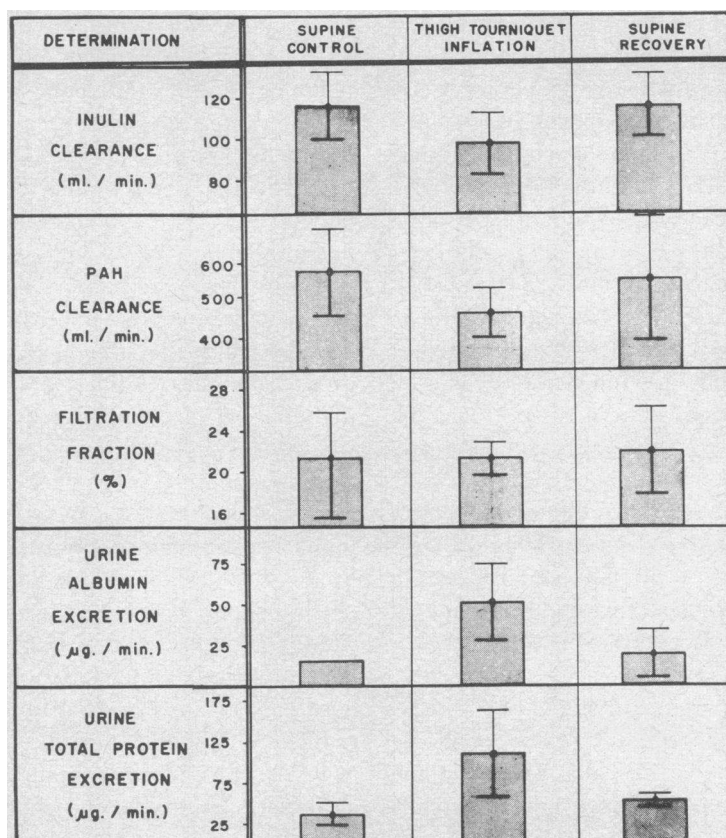 DETERMINATION
SUPINE
CONTROL
THIGH TOURNIQUET
INFLATION
SUPINE
RECOVERY
INULIN
CLEARANCE
(ml. / min.)
120
100
80
PAH
CLEARANCE
(ml. / min.)
600
500
400
FILTRATION
FRACTION
(%)
28
24
20
16
URINE
ALBUMIN
EXCRETION
(µg. / min.)
75
50
25
URINE
TOTAL PROTEIN
EXCRETION
(µg. / min.)
175
125
75
25